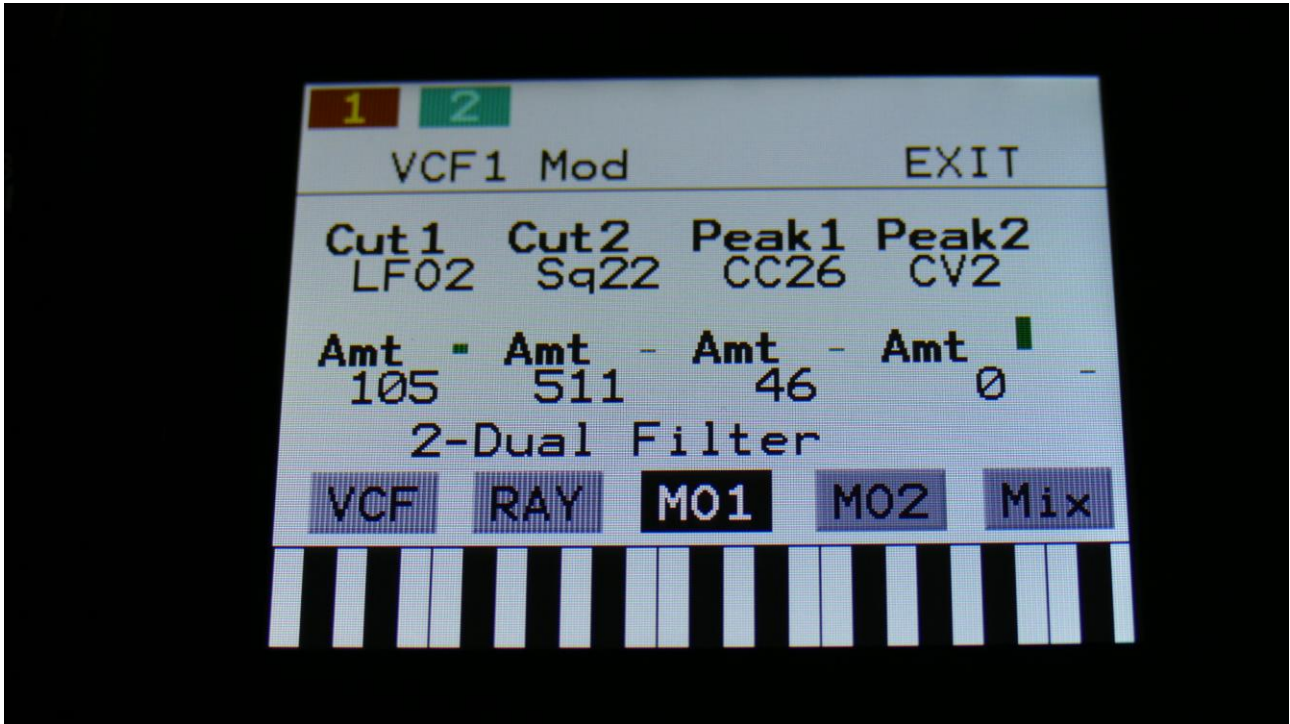 1 2
VCF1 Mod EXIT
Cut1 Cut2 Peak1 Peak2
LFO2 Sq22 CC26 CV2
Amt Amt Amt Amt
105 511 46 0
2-Dual Filter
VCF RAY MO1 MO2 Mix